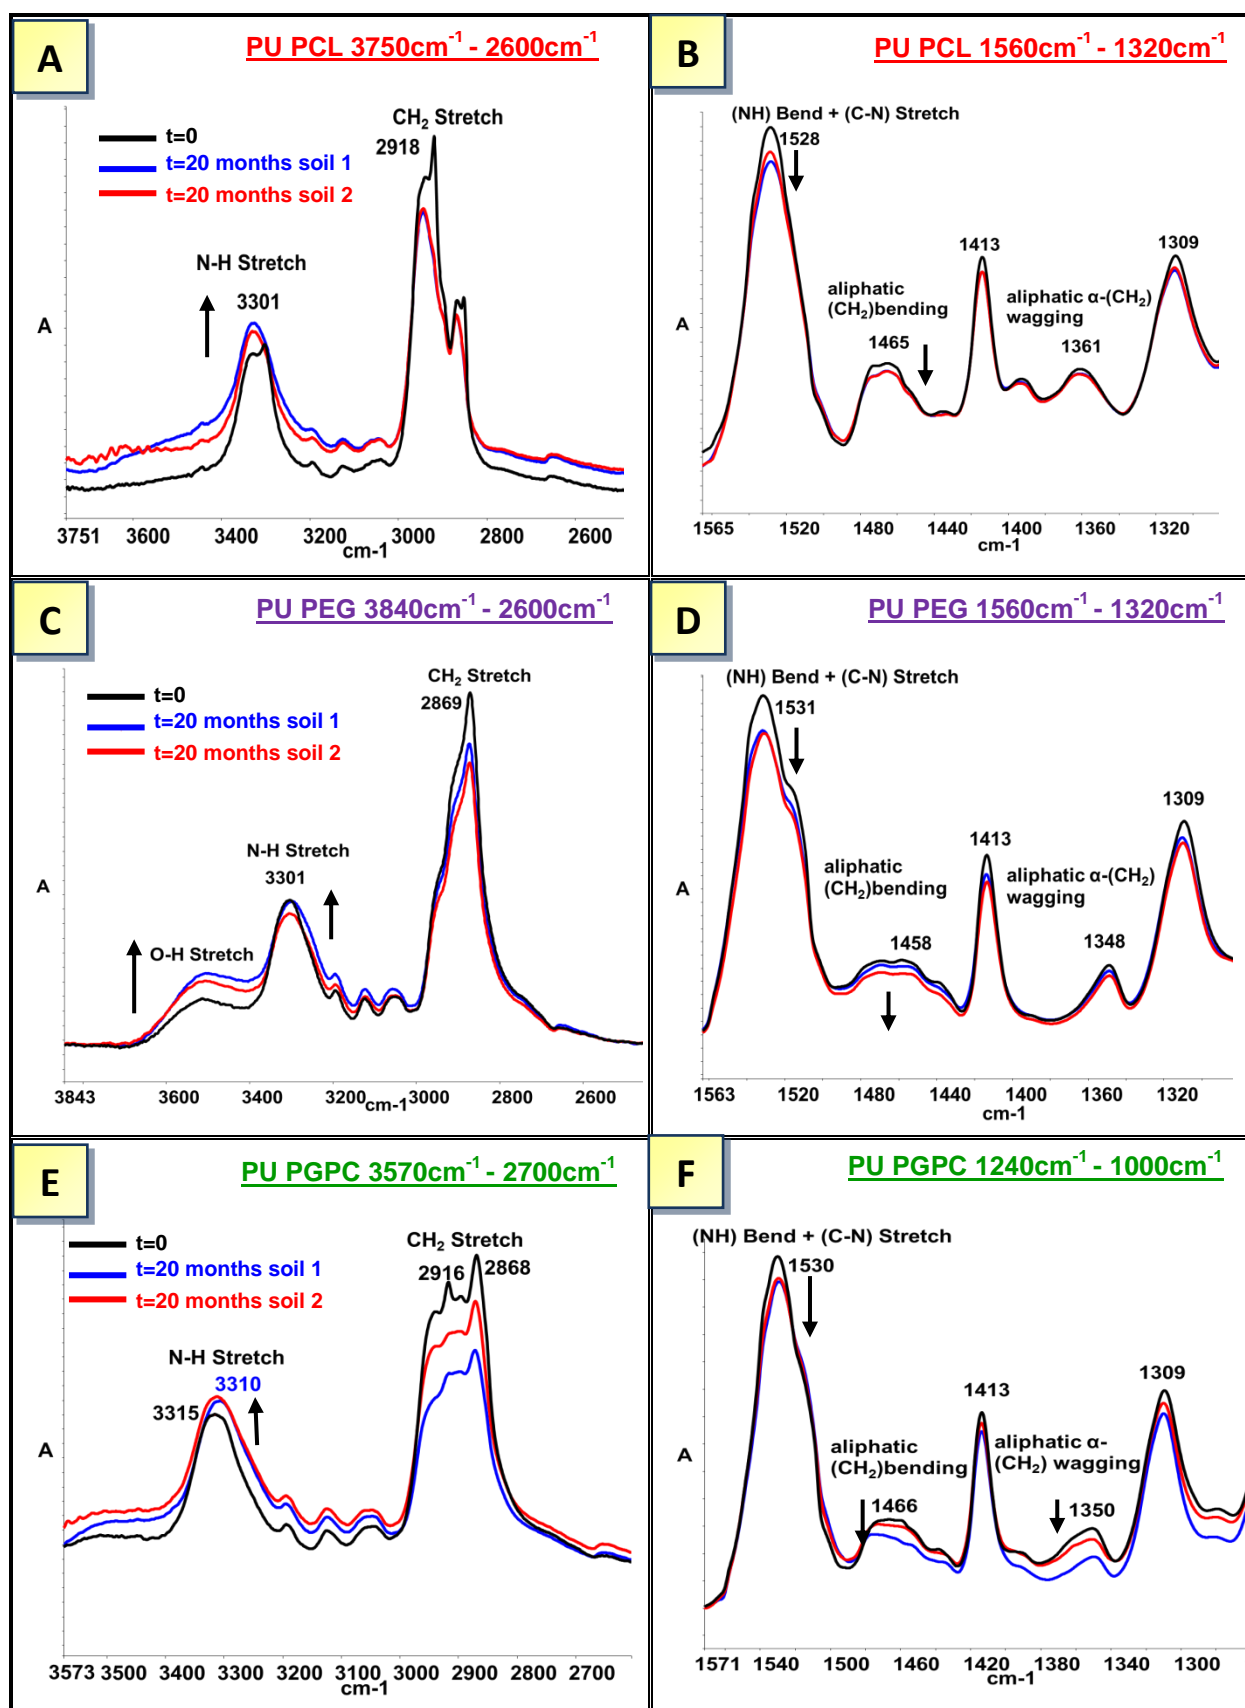 A
PU PCL 3750cm⁻¹ - 2600cm⁻¹
t=0
t=20 months soil 1
t=20 months soil 2
CH₂ Stretch
2918
N-H Stretch
3301
A
3751 3600 3400 3200 3000 2800 2600
cm-1
B
PU PCL 1560cm⁻¹ - 1320cm⁻¹
(NH) Bend + (C-N) Stretch
1528
1413
1309
aliphatic
(CH₂)bending
aliphatic α-(CH₂)
wagging
1465
1361
A
1565 1520 1480 1440 1400 1360 1320
cm-1
C
PU PEG 3840cm⁻¹ - 2600cm⁻¹
t=0
t=20 months soil 1
t=20 months soil 2
CH₂ Stretch
2869
N-H Stretch
3301
O-H Stretch
A
3843 3600 3400 3200 3000 2800 2600
cm-1
D
PU PEG 1560cm⁻¹ - 1320cm⁻¹
(NH) Bend + (C-N) Stretch
1531
1309
1413
aliphatic
(CH₂)bending
aliphatic α-(CH₂)
wagging
1458
1348
A
1563 1520 1480 1440 1400 1360 1320
cm-1
E
PU PGPC 3570cm⁻¹ - 2700cm⁻¹
t=0
t=20 months soil 1
t=20 months soil 2
CH₂ Stretch
2916 2868
N-H Stretch
3310
3315
A
3573 3500 3400 3300 3200 3100 3000 2900 2800 2700
cm-1
F
PU PGPC 1240cm⁻¹ - 1000cm⁻¹
(NH) Bend + (C-N) Stretch
1530
1309
1413
aliphatic
(CH₂)bending
aliphatic α-
(CH₂) wagging
1466
1350
A
1571 1540 1500 1460 1420 1380 1340 1300
cm-1